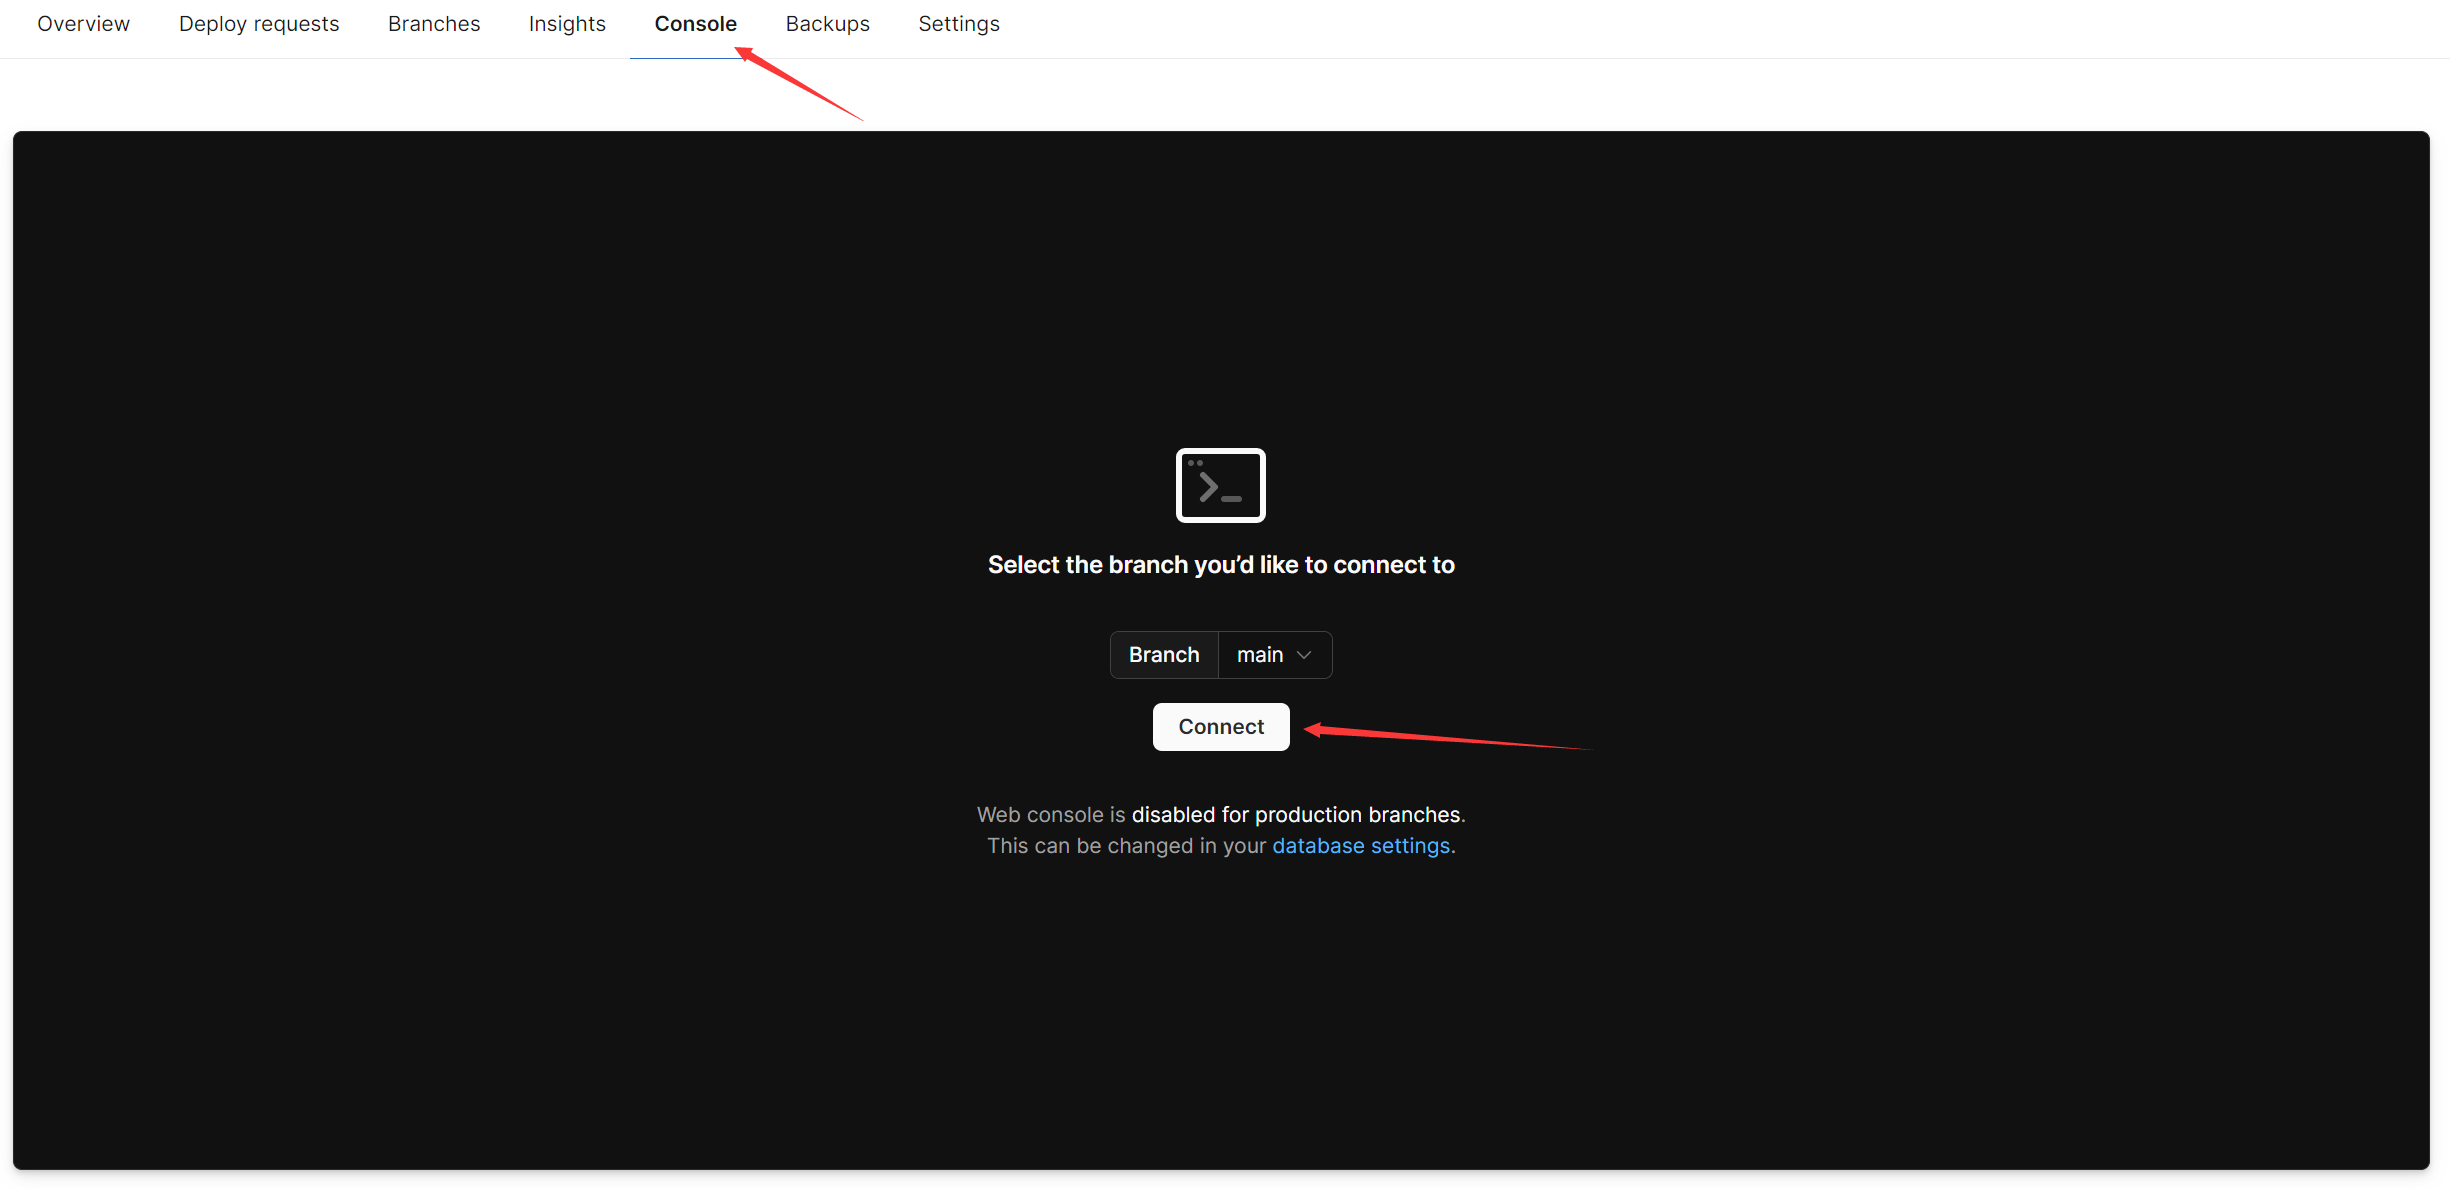 Overview Deploy requests Branches Insights Console Backups Settings
Select the branch you’d like to connect to
Branch main
Connect
Web console is disabled for production branches.
This can be changed in your database settings.